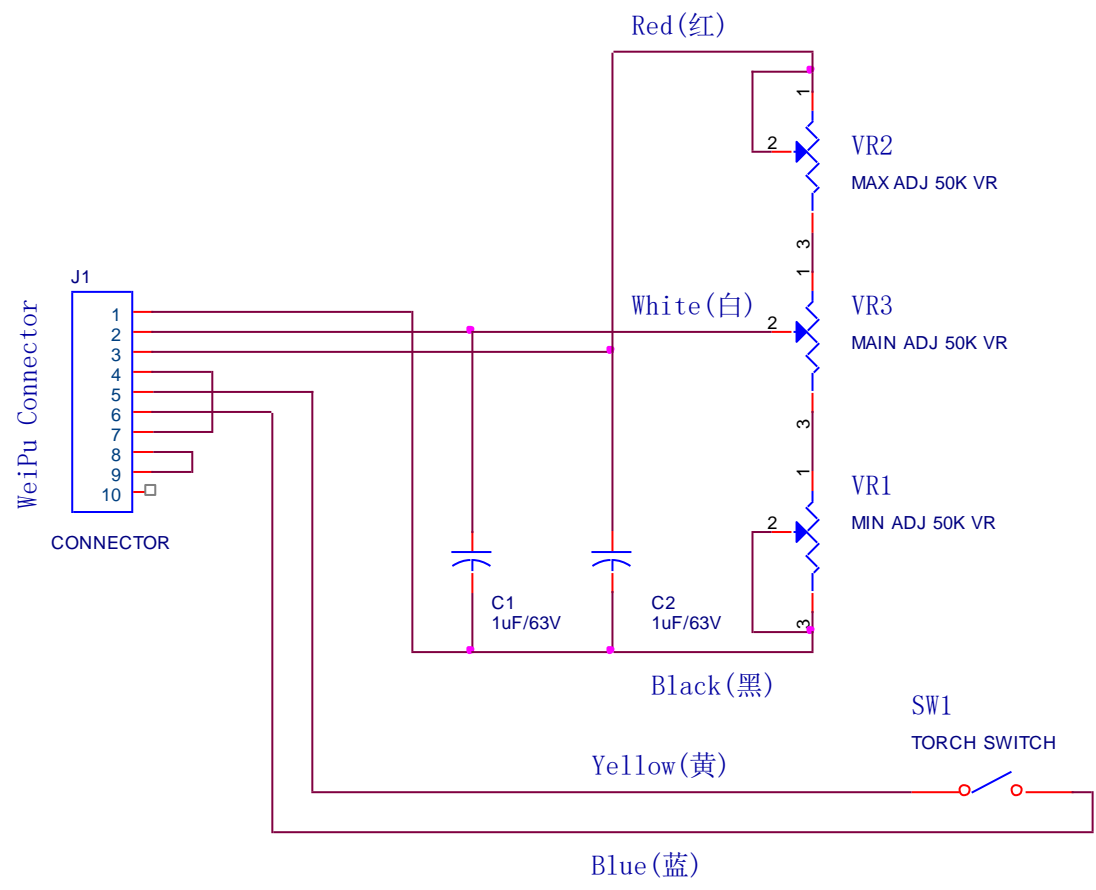 Red(红)
1
2
VR2
MAX ADJ 50K VR
3
J1
WeiPu Connector
1
2
3
4
5
6
7
8
9
10
CONNECTOR
White(白)
1
2
VR3
MAIN ADJ 50K VR
3
1
2
VR1
MIN ADJ 50K VR
3
C1
1uF/63V
C2
1uF/63V
Black(黑)
SW1
TORCH SWITCH
Yellow(黄)
Blue(蓝)